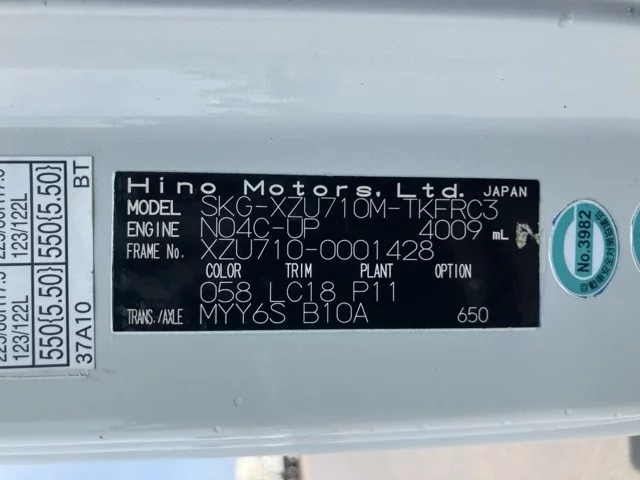 Hino Motors, Ltd. JAPAN
MODEL SKG-XZU710M-TKFRC3
ENGINE N04C-UP 4009 mL
FRAME No. XZU710-0001428
COLOR TRIM PLANT OPTION
058 LC18 P11
TRANS./AXLE MYY6S B10A 650
123/122L 123/122L
550(5.50) 550(5.50)
37A10 BT
No.3982